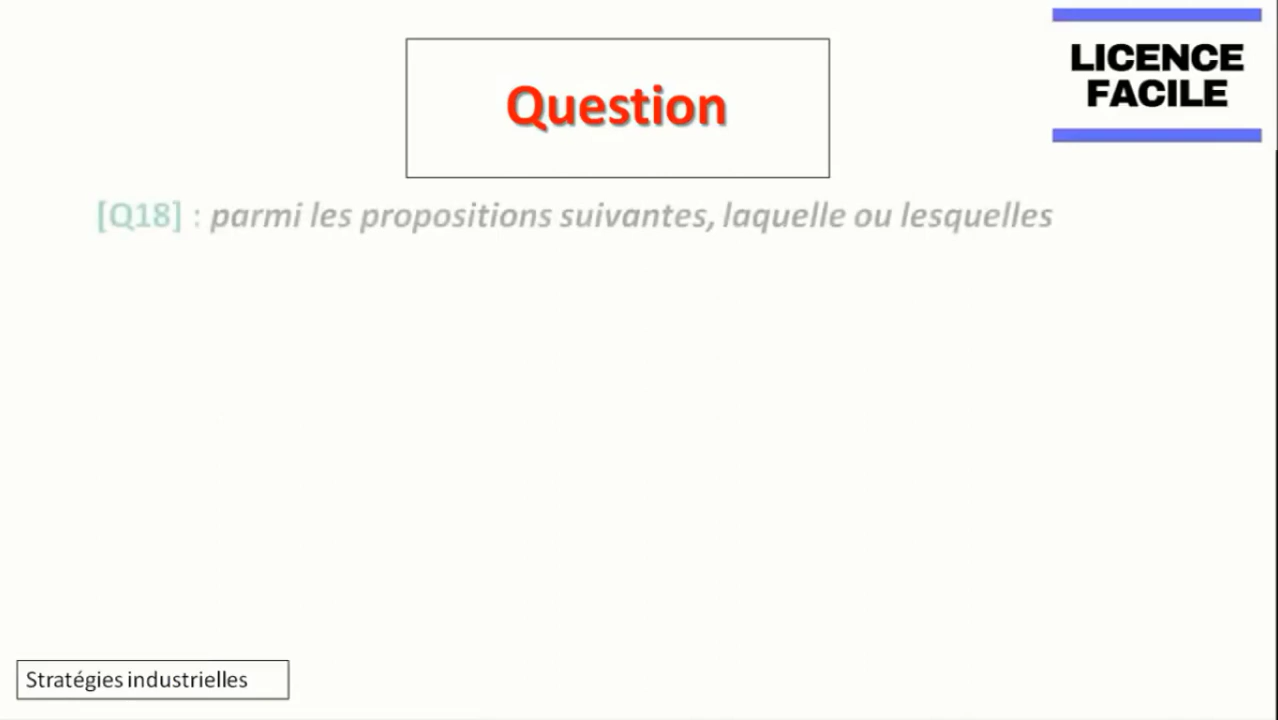 LICENCE
FACILE
Question
[Q18] : parmi les propositions suivantes, laquelle ou lesquelles
Stratégies industrielles